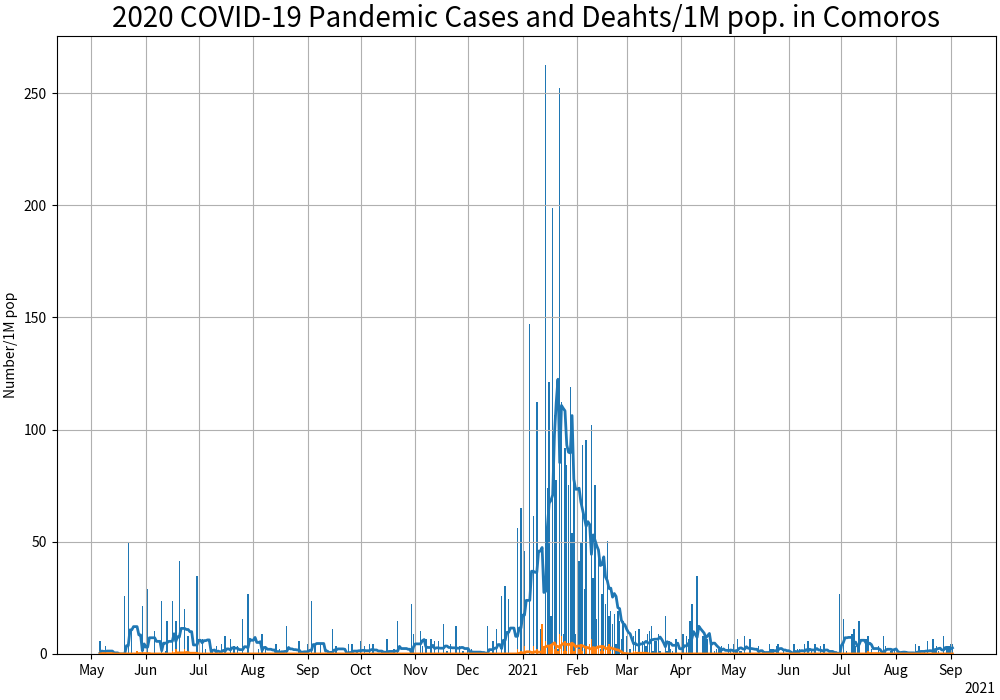 2020 COVID-19 Pandemic Cases and Deahts/1M pop. in Comoros
Number/1M pop
250
200
150
100
50
0
May Jun Jul Aug Sep Oct Nov Dec 2021 Feb Mar Apr May Jun Jul Aug Sep
2021